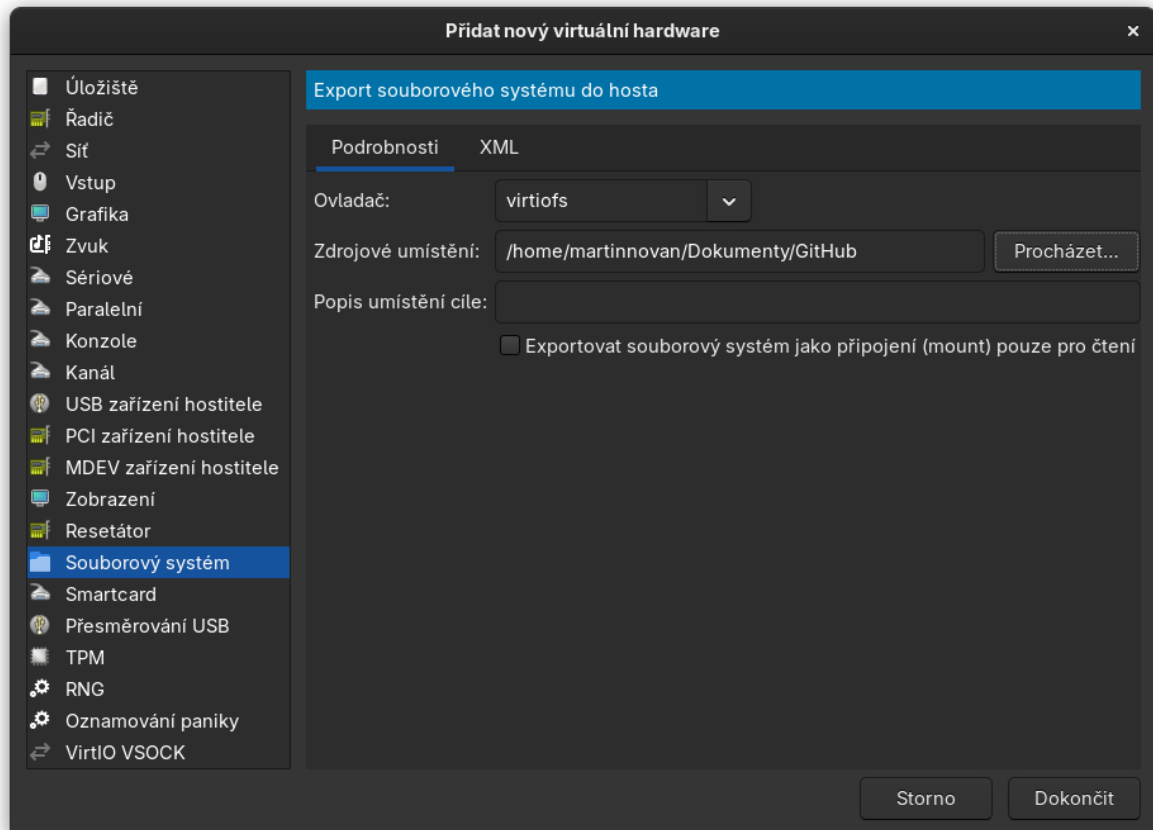 Přidat nový virtuální hardware
Úložiště
Řadič
Síť
Vstup
Grafika
Zvuk
Sériové
Paralelní
Konzole
Kanál
USB zařízení hostitele
PCI zařízení hostitele
MDEV zařízení hostitele
Zobrazení
Resetátor
Souborový systém
Smartcard
Přesměrování USB
TPM
RNG
Oznamování paniky
VirtIO VSOCK
Export souborového systému do hosta
Podrobnosti XML
Ovladač: virtiofs
Zdrojové umístění: /home/martinnovan/Dokumenty/GitHub Procházet...
Popis umístění cíle:
Exportovat souborový systém jako připojení (mount) pouze pro čtení
Storno Dokončit